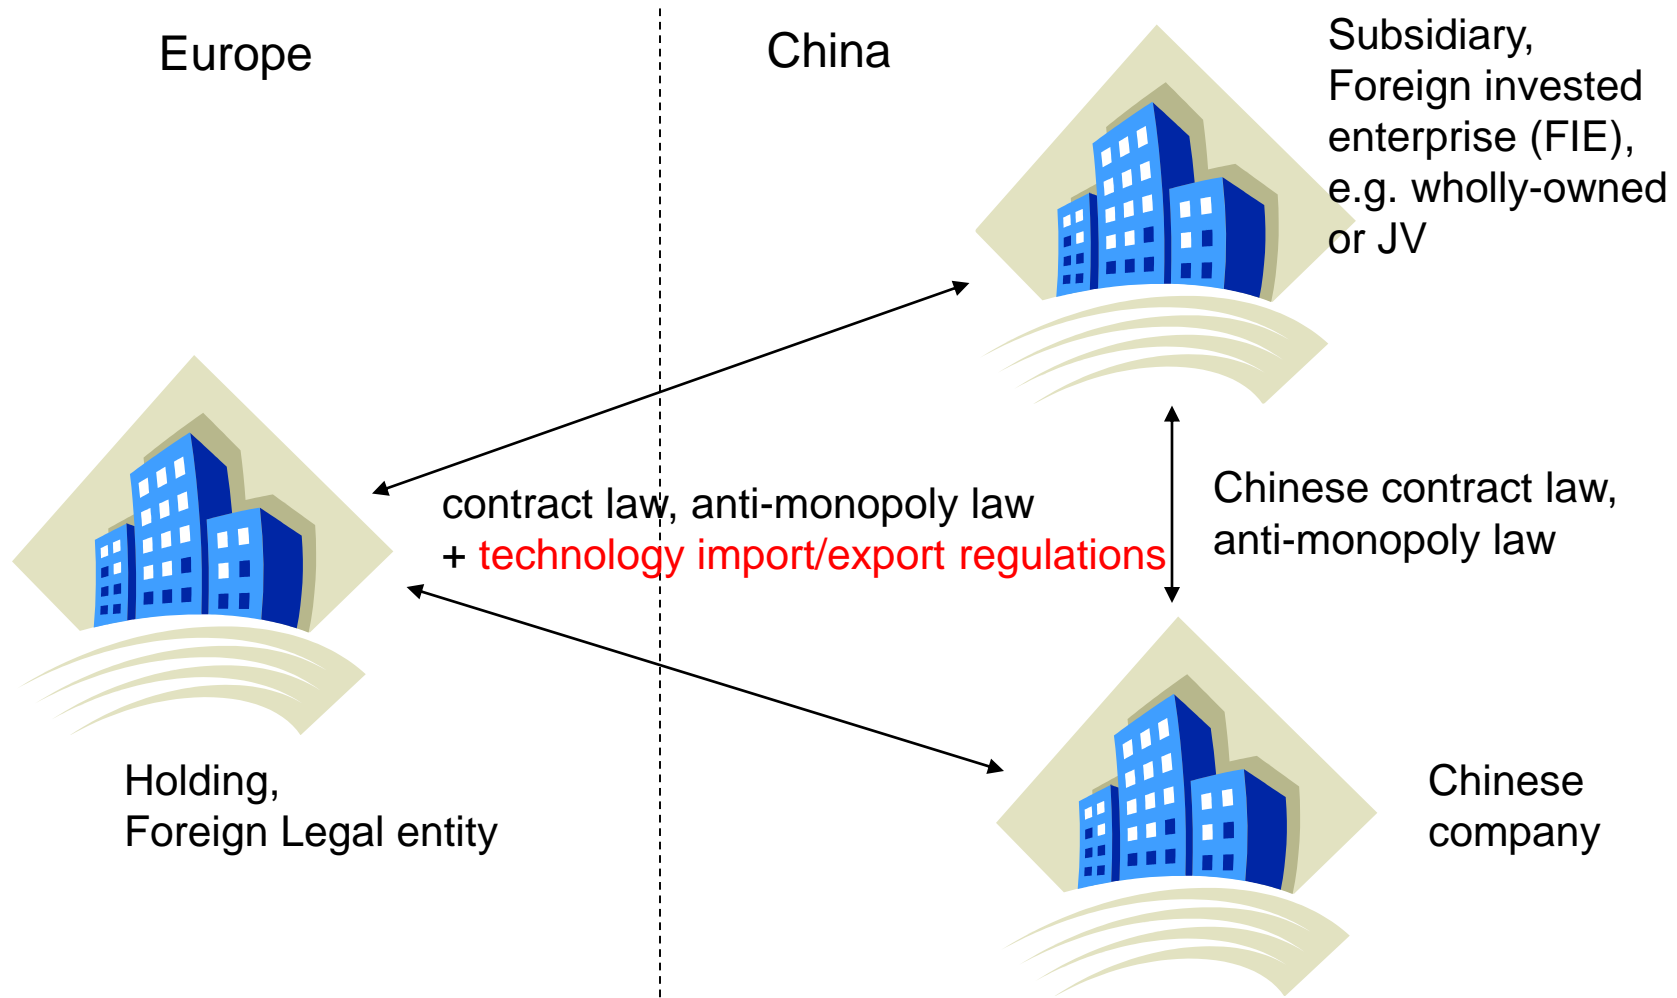 Europe
China
Subsidiary,
Foreign invested
enterprise (FIE),
e.g. wholly-owned
or JV
contract law, anti-monopoly law
+ technology import/export regulations
Chinese contract law,
anti-monopoly law
Holding,
Foreign Legal entity
Chinese
company